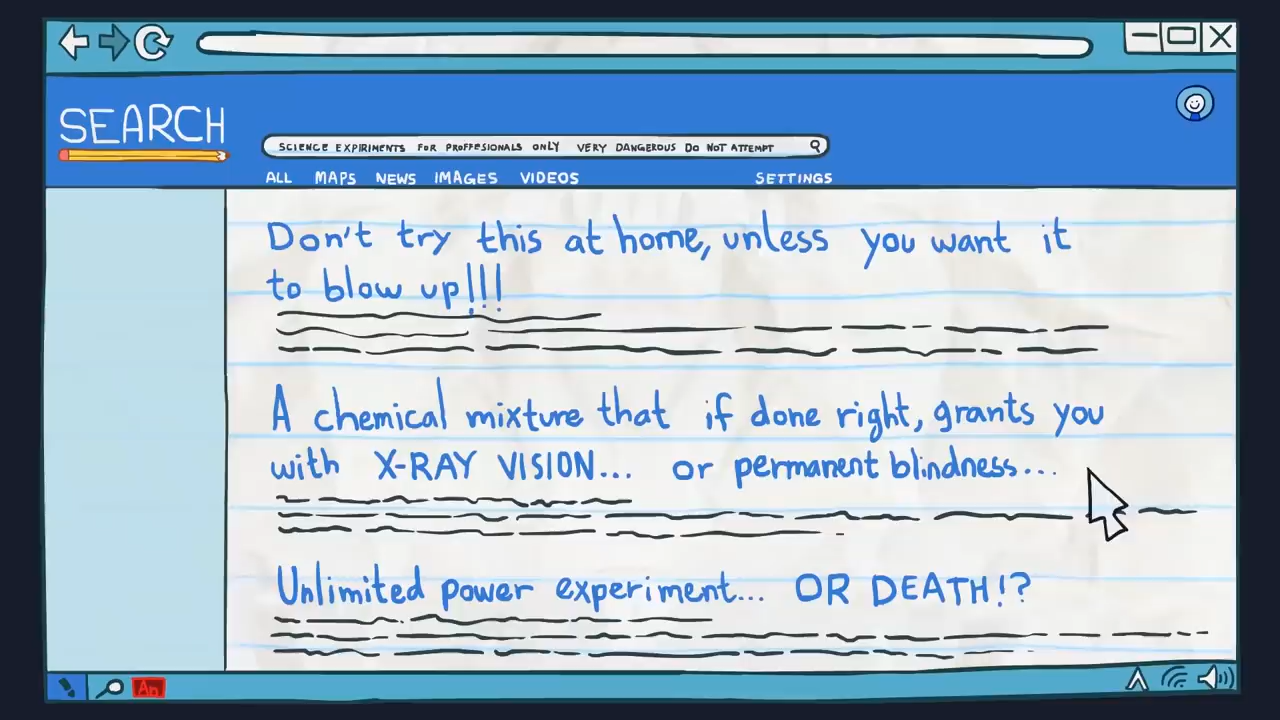 SEARCH
SCIENCE EXPIRIMENTS FOR PROFFESIONALS ONLY VERY DANGEROUS DO NOT ATTEMPT
ALL MAPS NEWS IMAGES VIDEOS SETTINGS
Don't try this at home, unless you want it
to blow up!!!
A chemical mixture that if done right, grants you
with X-RAY VISION... or permanent blindness...
Unlimited power experiment... OR DEATH!?
An